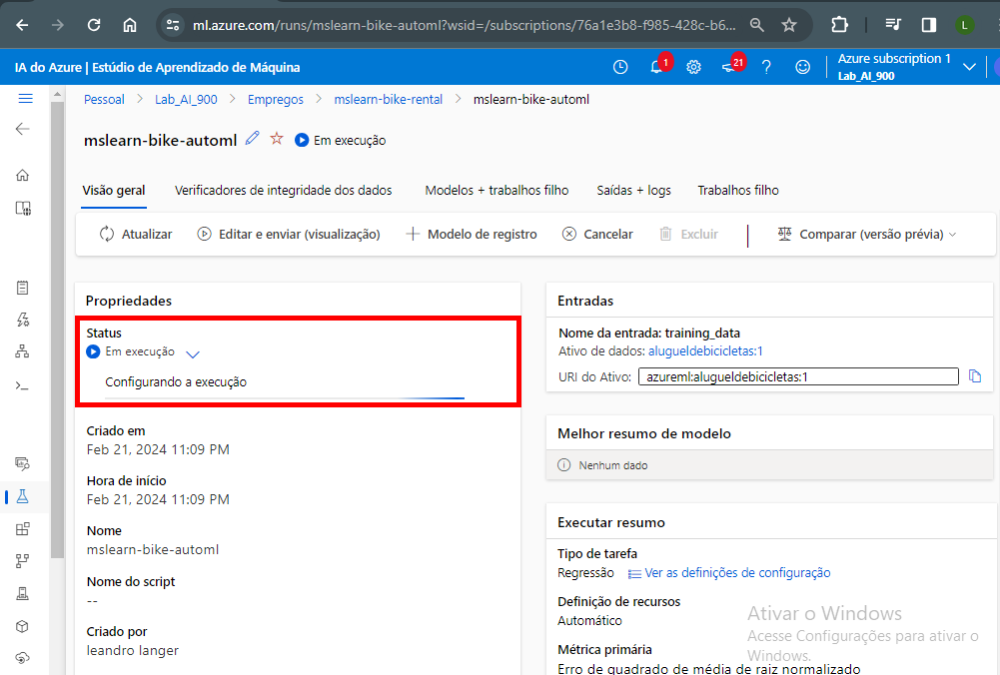 ml.azure.com/runs/mslearn-bike-automl?wsid=/subscriptions/76a1e3b8-f985-428c-b6...
L
IA do Azure | Estúdio de Aprendizado de Máquina
1
21
?
Azure subscription 1
Lab_AI_900
Pessoal > Lab_AI_900 > Empregos > mslearn-bike-rental > mslearn-bike-automl
mslearn-bike-automl Em execução
Visão geral Verificadores de integridade dos dados Modelos + trabalhos filho Saídas + logs Trabalhos filho
Atualizar Editar e enviar (visualização) Modelo de registro Cancelar Excluir Comparar (versão prévia)
Propriedades
Status
Em execução
Configurando a execução
Criado em
Feb 21, 2024 11:09 PM
Hora de início
Feb 21, 2024 11:09 PM
Nome
mslearn-bike-automl
Nome do script
--
Criado por
leandro langer
Entradas
Nome da entrada: training_data
Ativo de dados: alugueldebicicletas:1
URI do Ativo: azureml:alugueldebicicletas:1
Melhor resumo de modelo
Nenhum dado
Executar resumo
Tipo de tarefa
Regressão Ver as definições de configuração
Definição de recursos
Automático
Métrica primária
Erro de quadrado de média de raiz normalizado
Ativar o Windows
Acesse Configurações para ativar o
Windows.